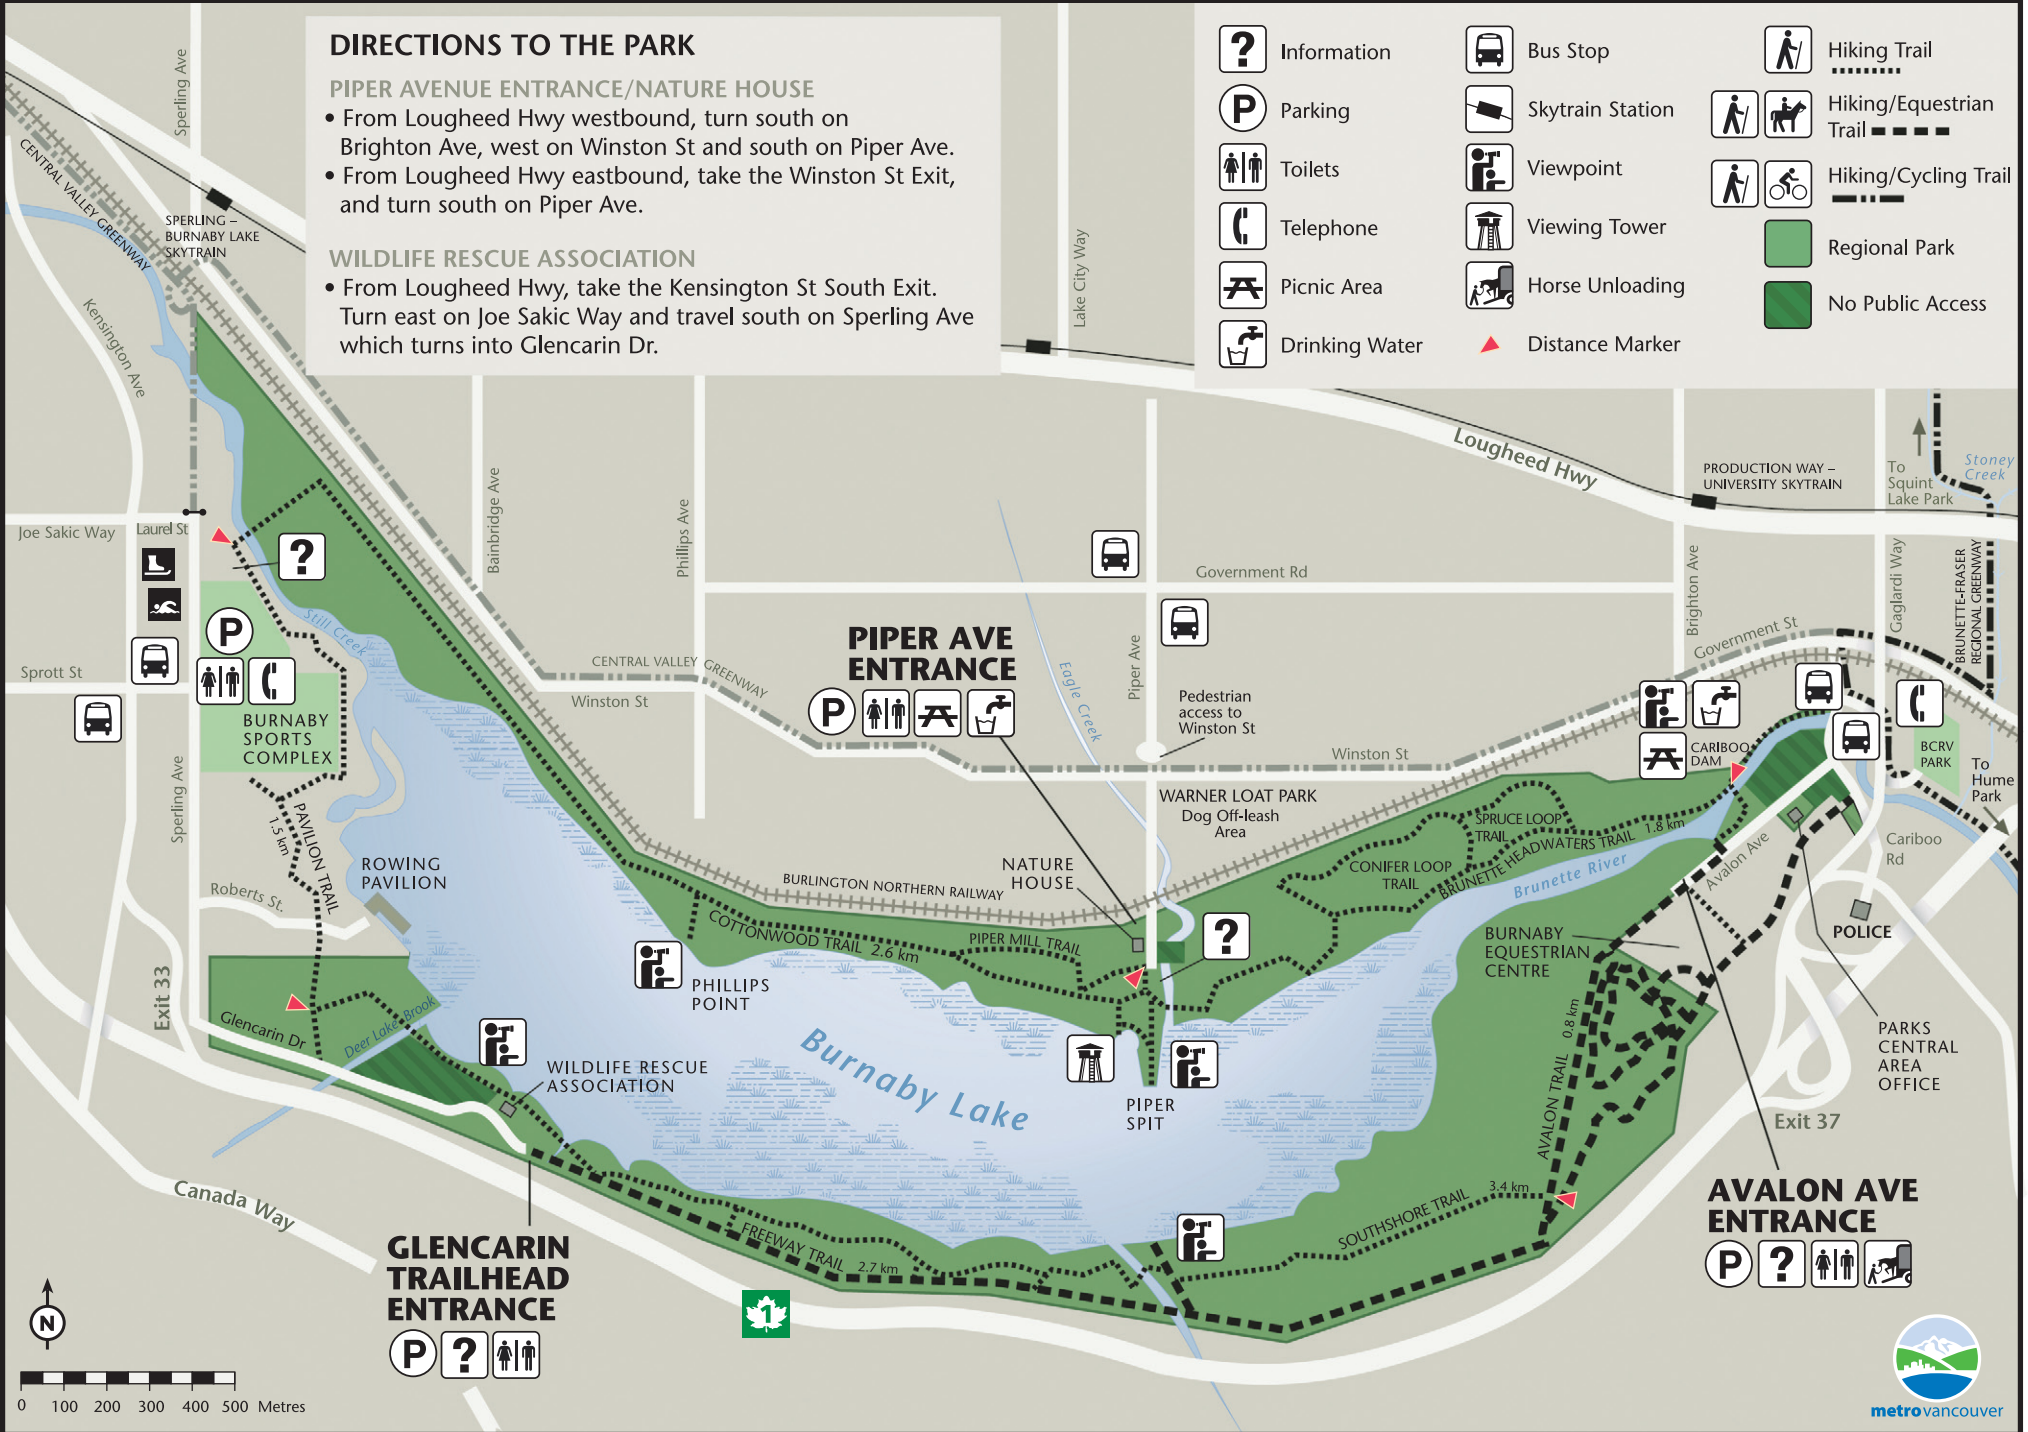 DIRECTIONS TO THE PARK
PIPER AVENUE ENTRANCE/NATURE HOUSE
• From Lougheed Hwy westbound, turn south on
Brighton Ave, west on Winston St and south on Piper Ave.
• From Lougheed Hwy eastbound, take the Winston St Exit,
and turn south on Piper Ave.
WILDLIFE RESCUE ASSOCIATION
• From Lougheed Hwy, take the Kensington St South Exit.
Turn east on Joe Sakic Way and travel south on Sperling Ave
which turns into Glencarin Dr.
? Information
P Parking
Toilets
Telephone
Picnic Area
Drinking Water
Bus Stop
Skytrain Station
Viewpoint
Viewing Tower
Horse Unloading
Distance Marker
Hiking Trail
Hiking/Equestrian
Trail
Hiking/Cycling Trail
Regional Park
No Public Access
Sperling Ave
CENTRAL VALLEY GREENWAY
SPERLING –
BURNABY LAKE
SKYTRAIN
Kensington Ave
Lake City Way
Lougheed Hwy
PRODUCTION WAY –
UNIVERSITY SKYTRAIN
To
Squint
Lake Park
Stoney
Creek
Joe Sakic Way
Laurel St
?
Bainbridge Ave
Phillips Ave
Government Rd
Brighton Ave
Gaglardi Way
BRUNETTE-FRASER
REGIONAL GREENWAY
Still Creek
P
Sprott St
BURNABY
SPORTS
COMPLEX
CENTRAL VALLEY GREENWAY
Winston St
PIPER AVE
ENTRANCE
P
Eagle Creek
Piper Ave
Pedestrian
access to
Winston St
Winston St
Government St
CARIBOO
DAM
BCRV
PARK
To
Hume
Park
Sperling Ave
PAVILION TRAIL
1.5 km
ROWING
PAVILION
Roberts St.
WARNER LOAT PARK
Dog Off-leash
Area
NATURE
HOUSE
BURLINGTON NORTHERN RAILWAY
SPRUCE LOOP
TRAIL
CONIFER LOOP
TRAIL
BRUNETTE HEADWATERS TRAIL 1.8 km
Brunette River
Avalon Ave
Cariboo
Rd
POLICE
COTTONWOOD TRAIL 2.6 km
PIPER MILL TRAIL
?
BURNABY
EQUESTRIAN
CENTRE
PHILLIPS
POINT
Exit 33
Glencarin Dr
Deer Lake Brook
WILDLIFE RESCUE
ASSOCIATION
Burnaby Lake
PIPER
SPIT
AVALON TRAIL 0.8 km
PARKS
CENTRAL
AREA
OFFICE
Exit 37
Canada Way
GLENCARIN
TRAILHEAD
ENTRANCE
P ?
FREEWAY TRAIL 2.7 km
SOUTHSHORE TRAIL 3.4 km
1
AVALON AVE
ENTRANCE
P ?
N
0 100 200 300 400 500 Metres
metrovancouver